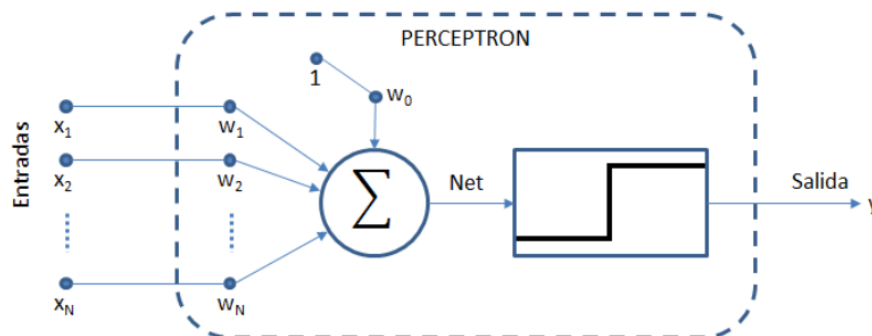 PERCEPTRON
1
w0
Entradas
x1
w1
x2
w2
xN
wN
∑
Net
Salida
y